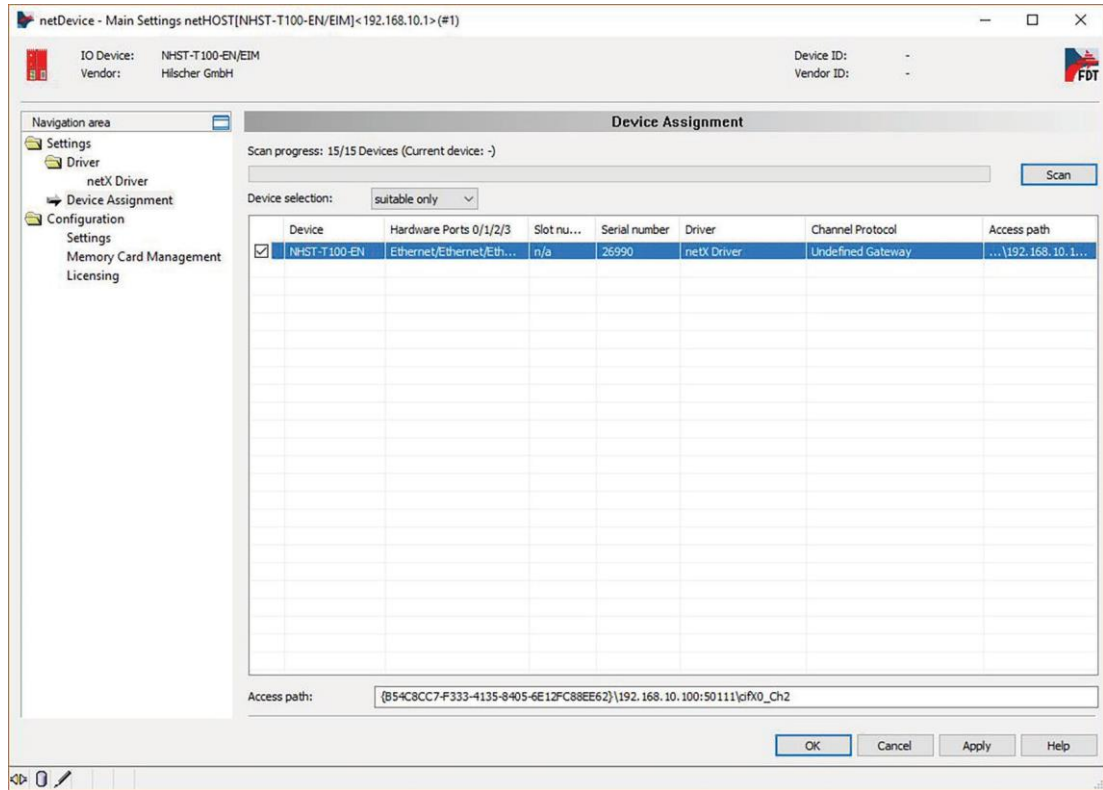 netDevice - Main Settings netHOST[NHST-T100-EN/EIM]<192.168.10.1>(#1)
IO Device: NHST-T100-EN/EIM Device ID: -
Vendor: Hilscher GmbH Vendor ID: -
FDT
Navigation area
Settings
Driver
netX Driver
Device Assignment
Configuration
Settings
Memory Card Management
Licensing
Device Assignment
Scan progress: 15/15 Devices (Current device: -)
Scan
Device selection: suitable only
Device Hardware Ports 0/1/2/3 Slot nu... Serial number Driver Channel Protocol Access path
NHST-T100-EN Ethernet/Ethernet/Eth... n/a 26990 netX Driver Undefined Gateway ...\192.168.10.1...
Access path: {B54C8CC7-F333-4135-8405-6E12FC88EE62}\192.168.10.100:50111\cifX0_Ch2
OK Cancel Apply Help